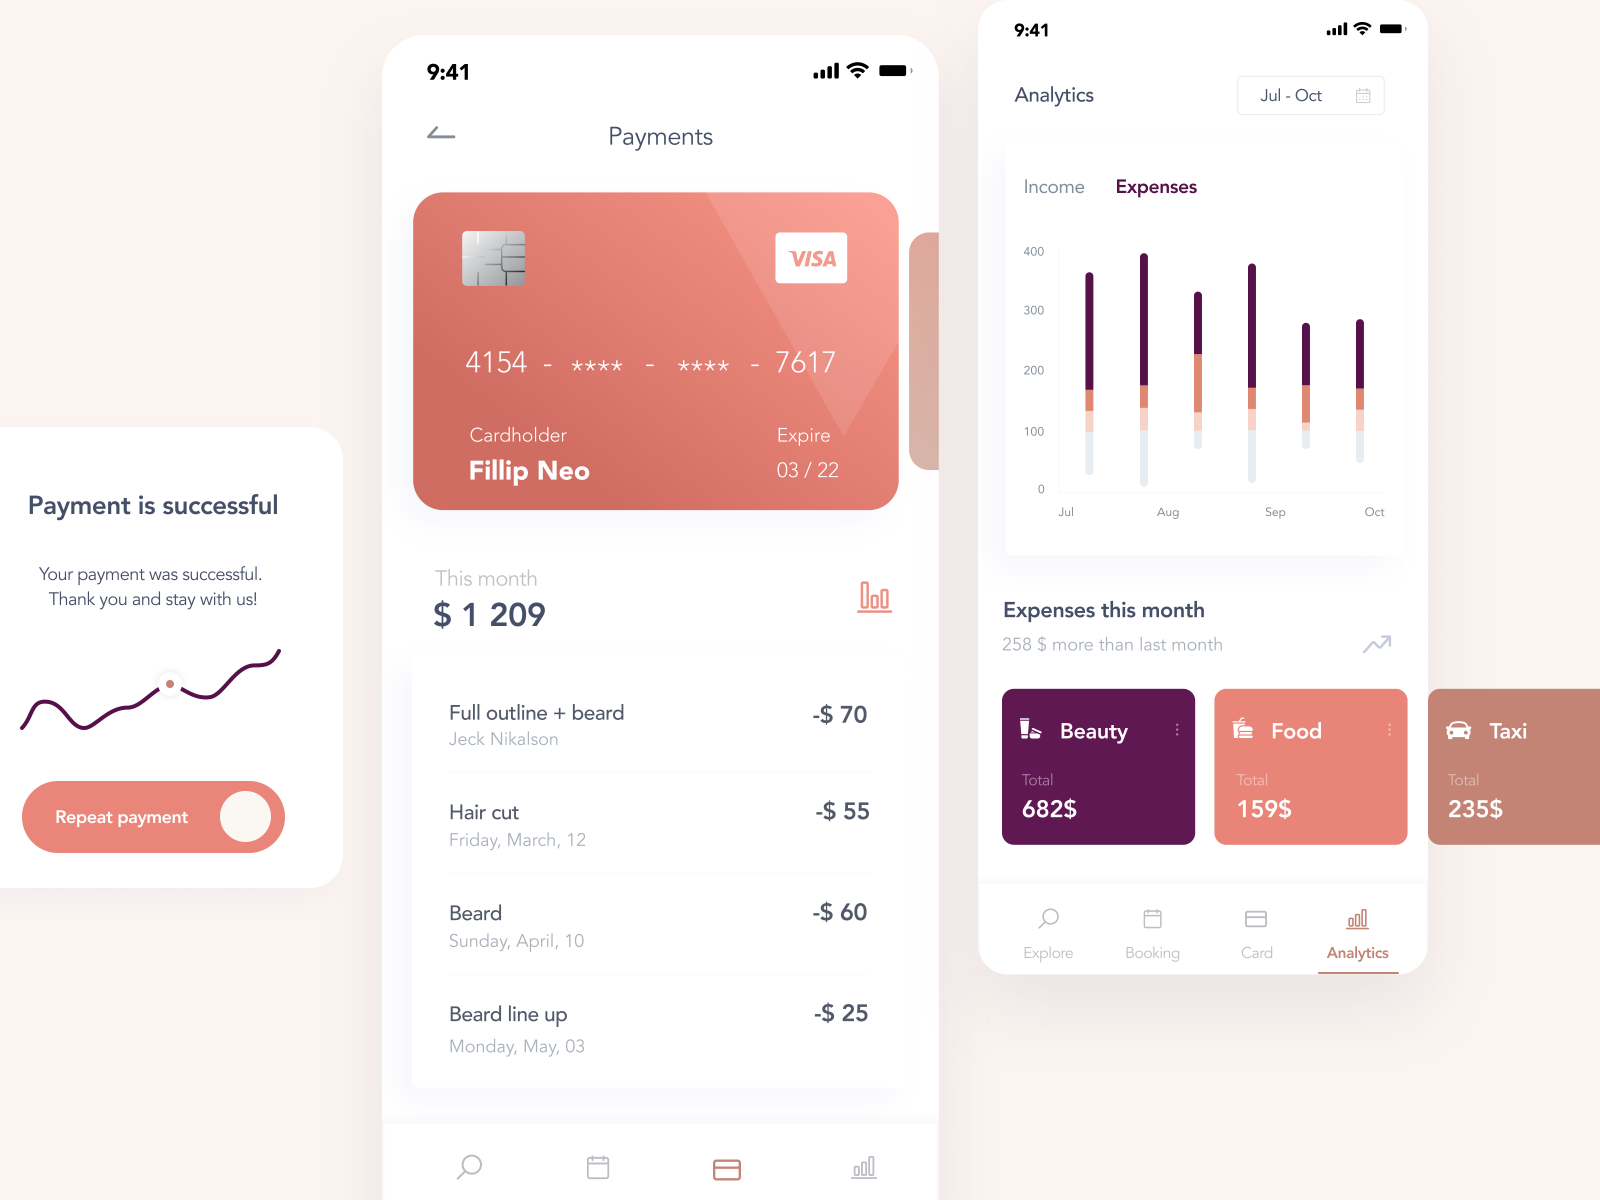 Payment is successful
Your payment was successful.
Thank you and stay with us!
Repeat payment
9:41
Payments
VISA
4154 - **** - **** - 7617
Cardholder
Expire
Fillip Neo
03 / 22
This month
$ 1 209
Full outline + beard
-$ 70
Jeck Nikalson
Hair cut
-$ 55
Friday, March, 12
Beard
-$ 60
Sunday, April, 10
Beard line up
-$ 25
Monday, May, 03
9:41
Analytics
Jul - Oct
Income
Expenses
400
300
200
100
0
Jul
Aug
Sep
Oct
Expenses this month
258 $ more than last month
Beauty
Total
682$
Food
Total
159$
Taxi
Total
235$
Explore
Booking
Card
Analytics